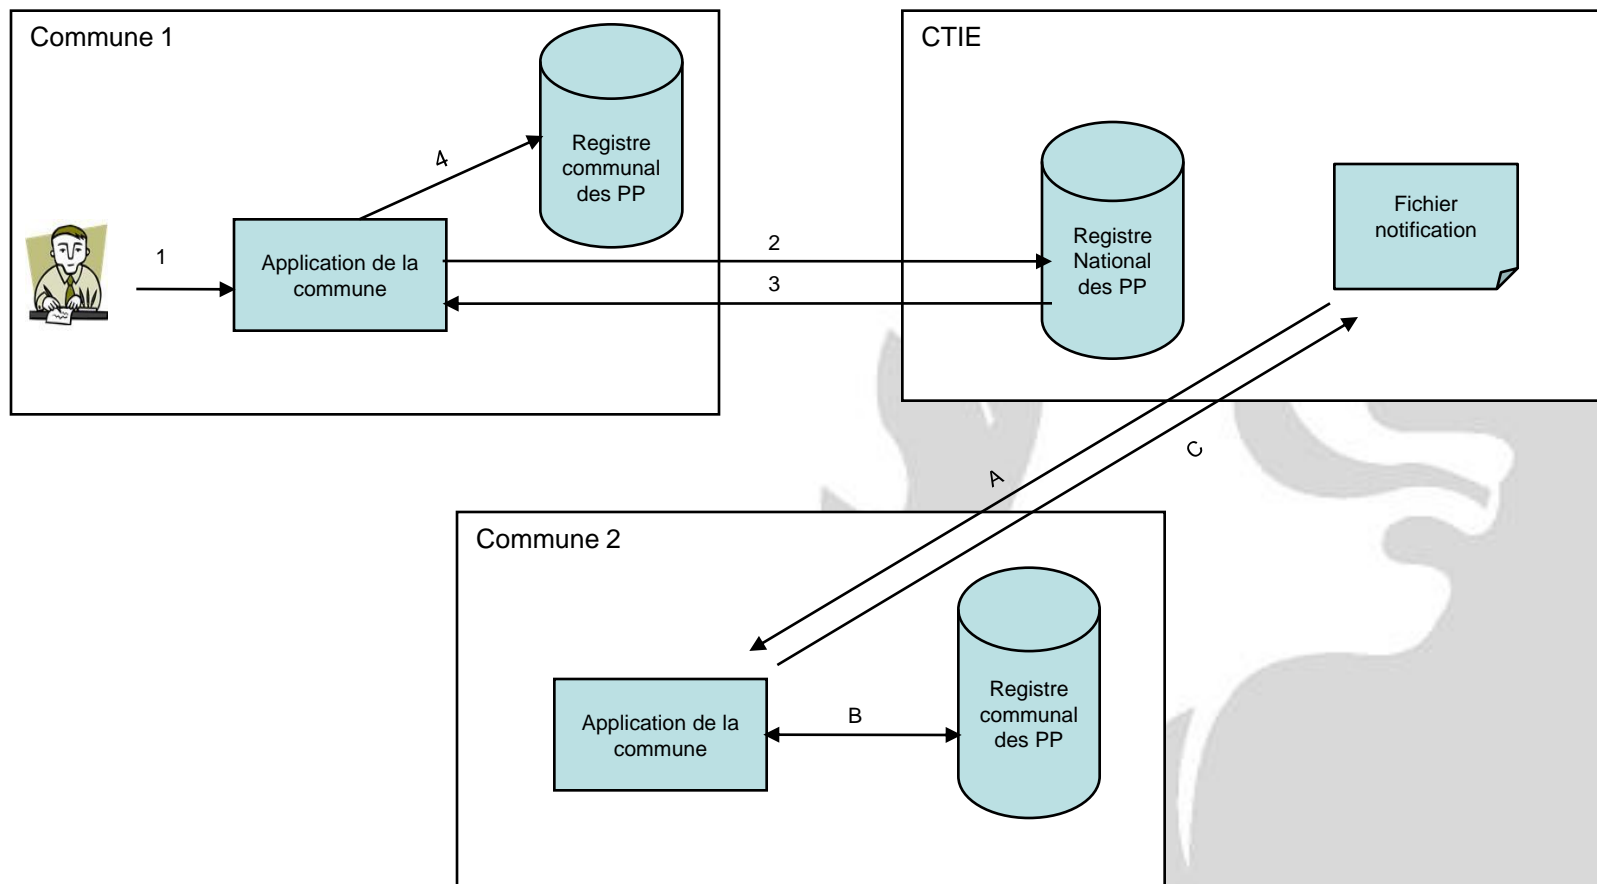 Commune 1
Registre
communal
des PP
4
1
Application de la
commune
2
3
CTIE
Registre
National
des PP
Fichier
notification
A
C
Commune 2
Application de la
commune
B
Registre
communal
des PP